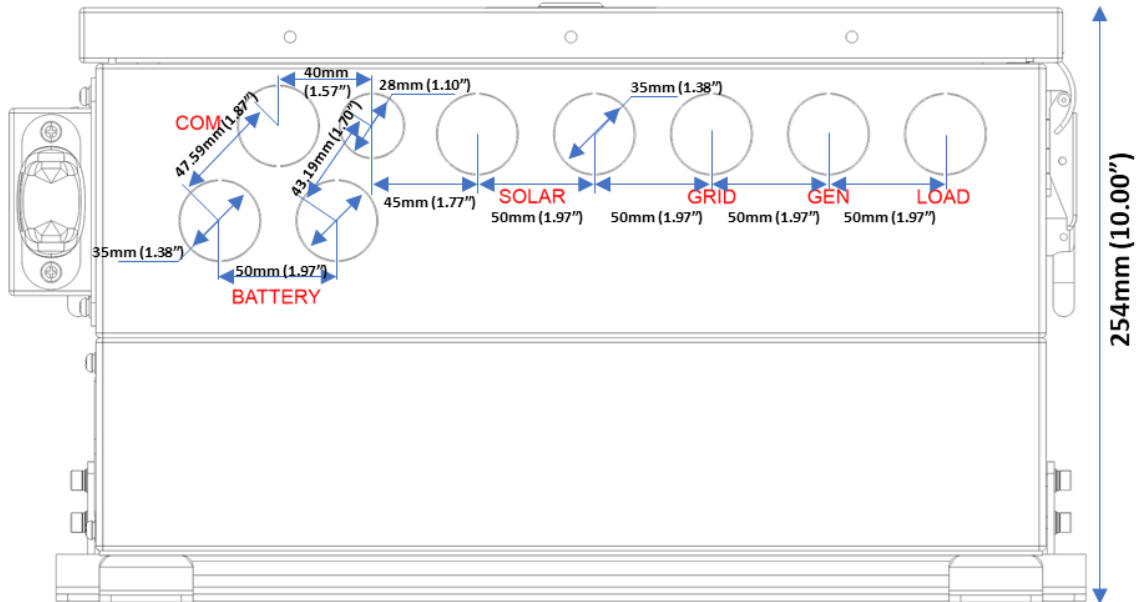 40mm
(1.57”)
28mm (1.10”)
35mm (1.38”)
COM
47.59mm(1.87”)
43.19mm(1.70”)
45mm (1.77”)
SOLAR
GRID
GEN
LOAD
50mm (1.97”)
50mm (1.97”)
50mm (1.97”)
50mm (1.97”)
35mm (1.38”)
50mm (1.97”)
BATTERY
254mm (10.00”)